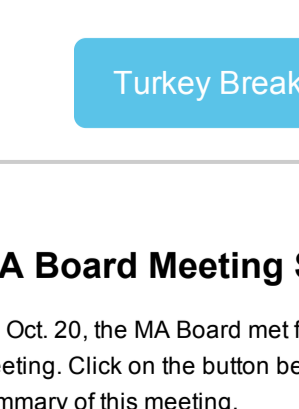 Turkey Break
A Board Meeting S
Oct. 20, the MA Board met f
eeting. Click on the button be
mmary of this meeting.